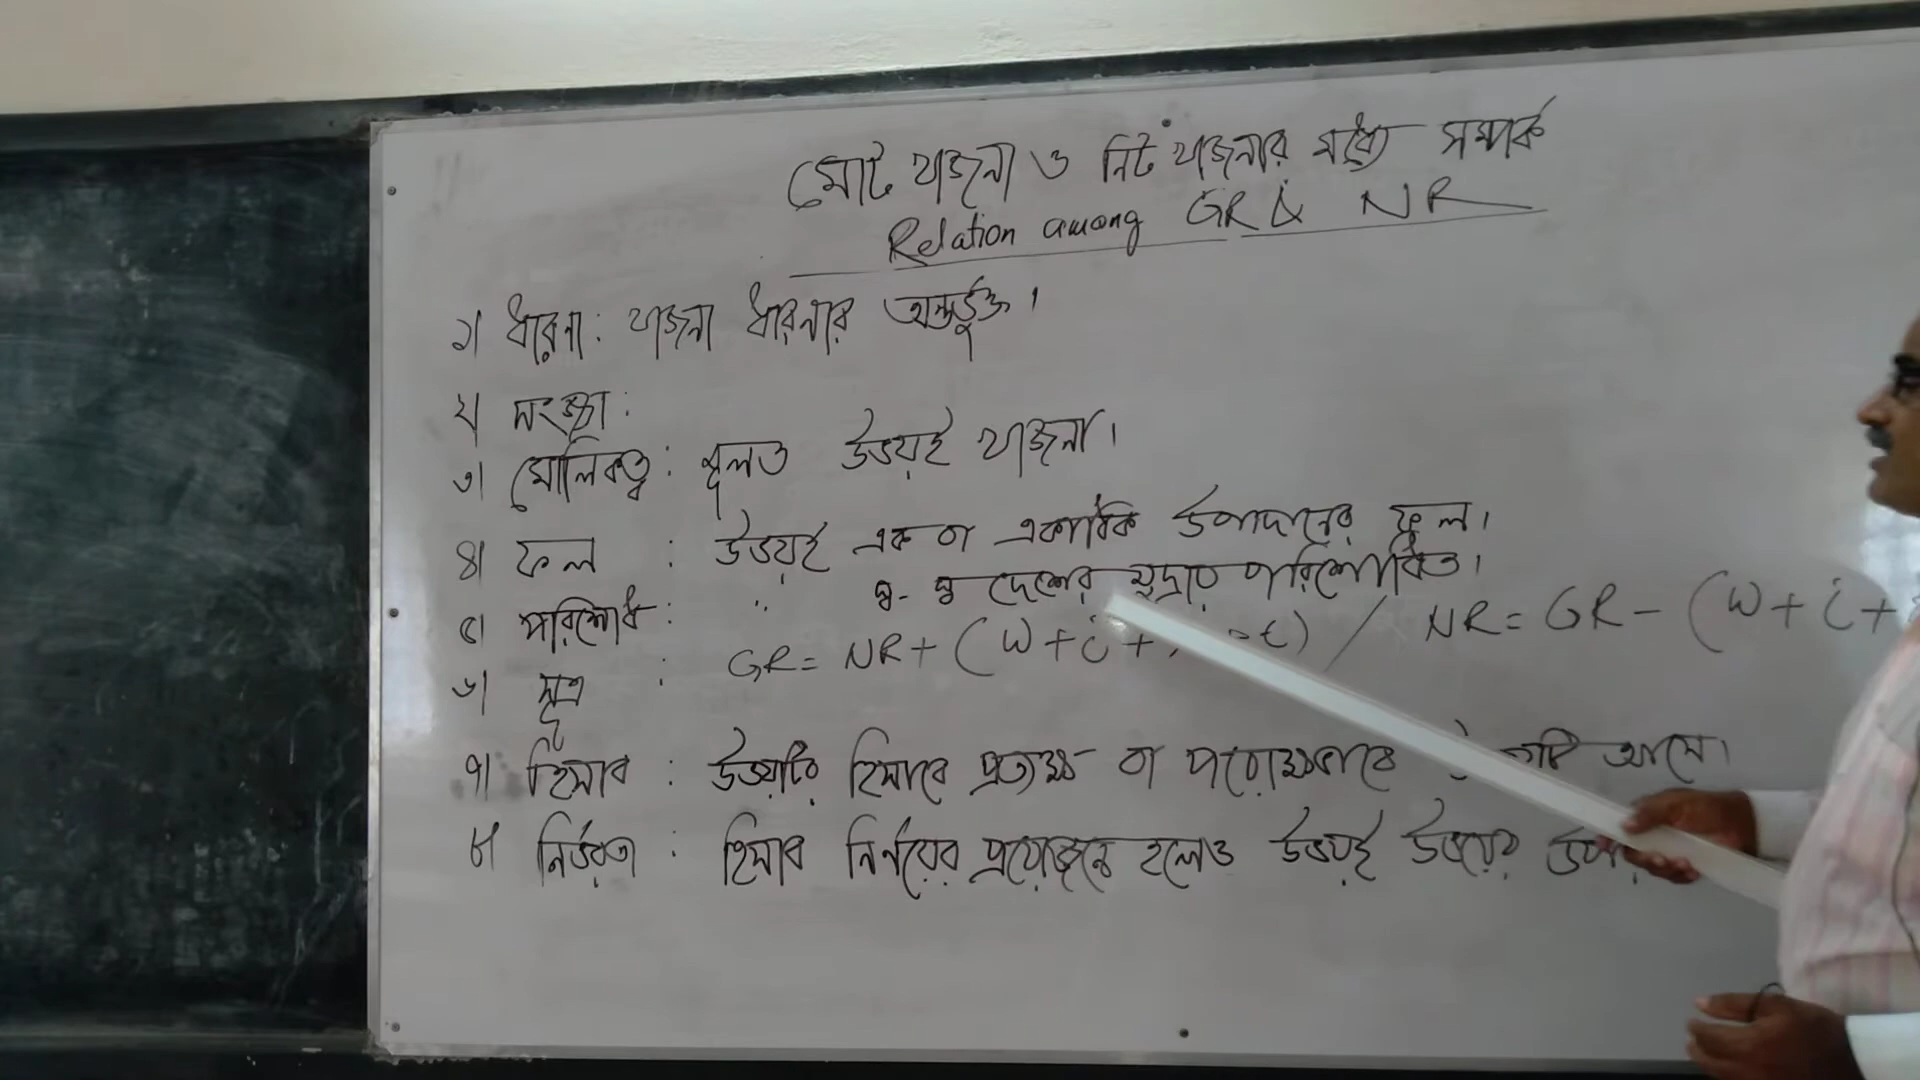 মোট খাজনা ও নিট খাজনার মধ্যে সম্পর্ক
Relation among GR & NR
১। ধারনা : খাজনা ধারনার অন্তর্ভুক্ত।
২। সংজ্ঞা :
৩। মৌলিকত্ব : মূলত উভয়ই খাজনা।
৪। ফল : উভয়ই এক বা একাধিক উপাদানের ফল।
৫। পরিশোধ : " স্ব-স্ব দেশের মুদ্রায় পরিশোধিত।
৬। সূত্র : GR = NR + (W + i + / NR = GR - (W + i +
৭। হিসাব : উভয়টির হিসাবে প্রত্যক্ষ বা পরোক্ষভাবে আসে।
৮। নির্ভরতা : হিসাব নির্ণয়ের প্রয়োজনে হলেও উভয়ই উভয়ের